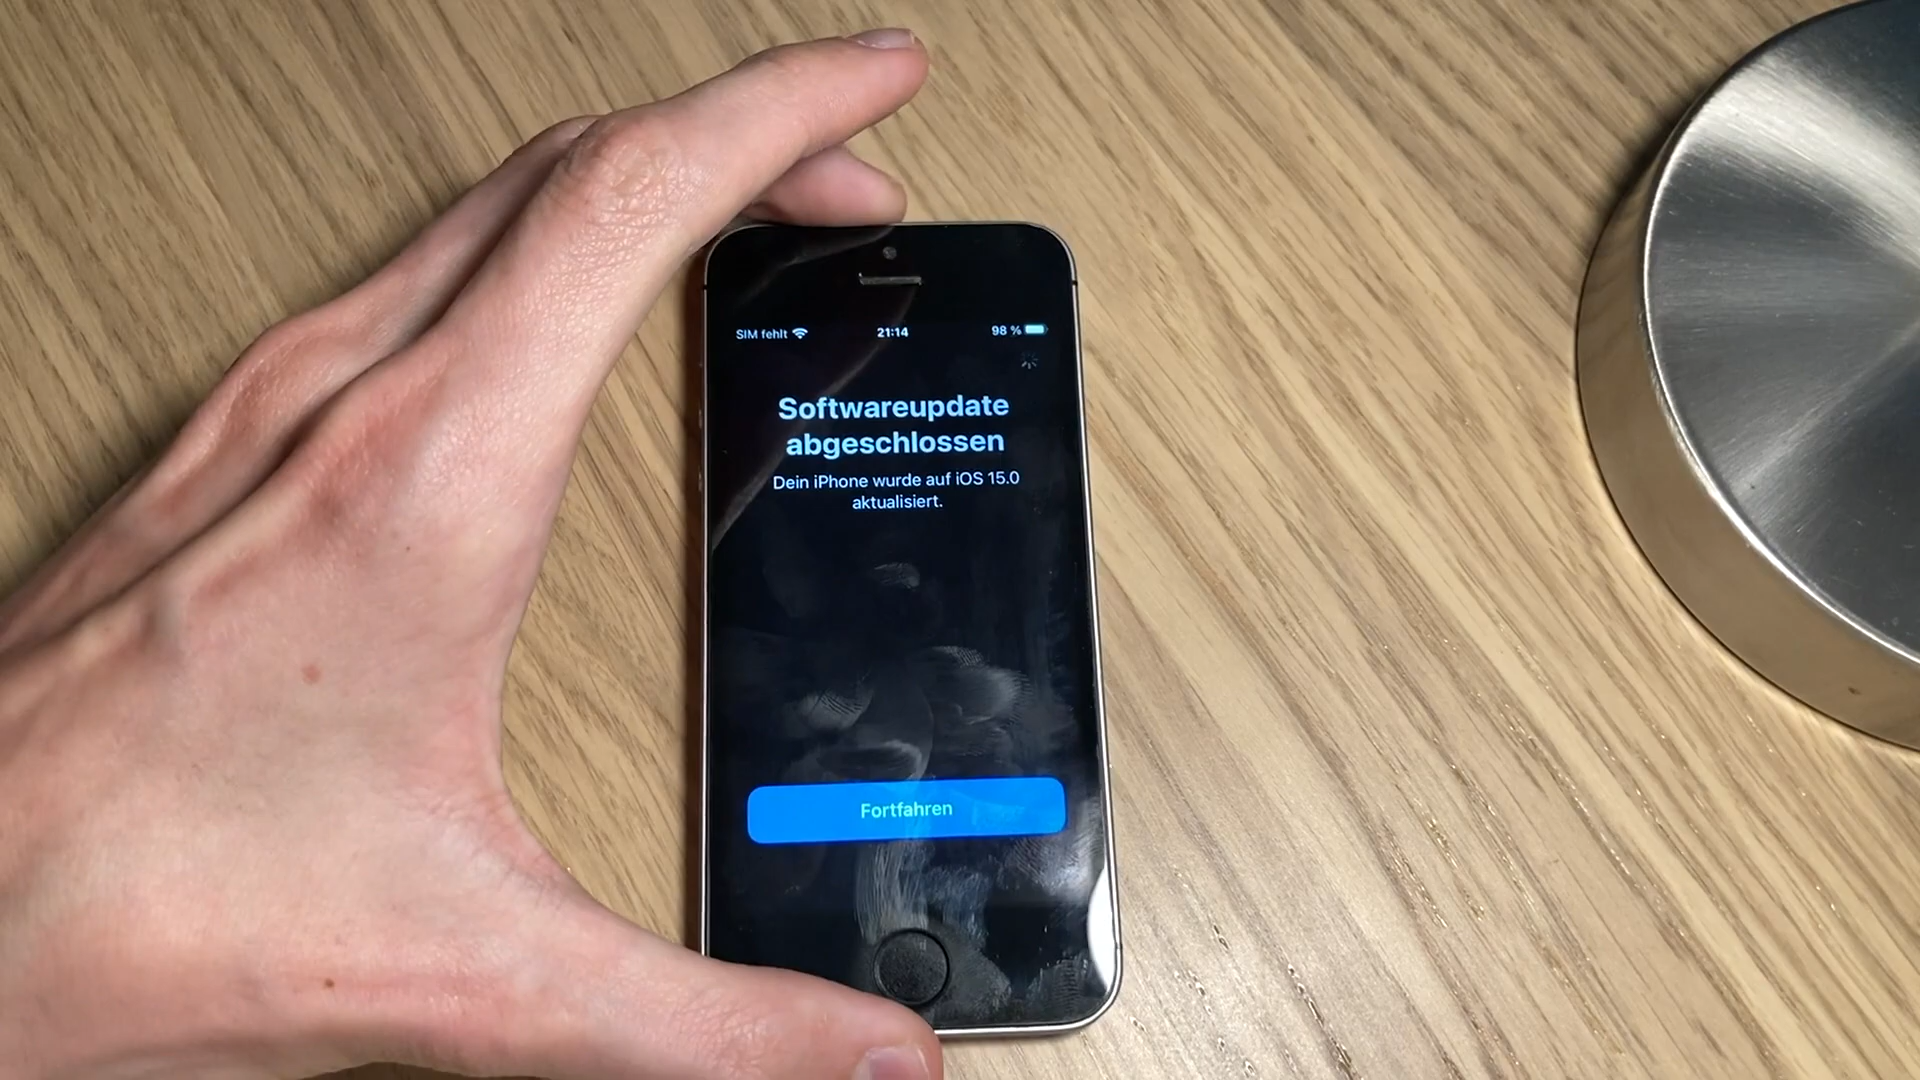 SIM fehlt 21:14 98 %
Softwareupdate
abgeschlossen
Dein iPhone wurde auf iOS 15.0
aktualisiert.
Fortfahren